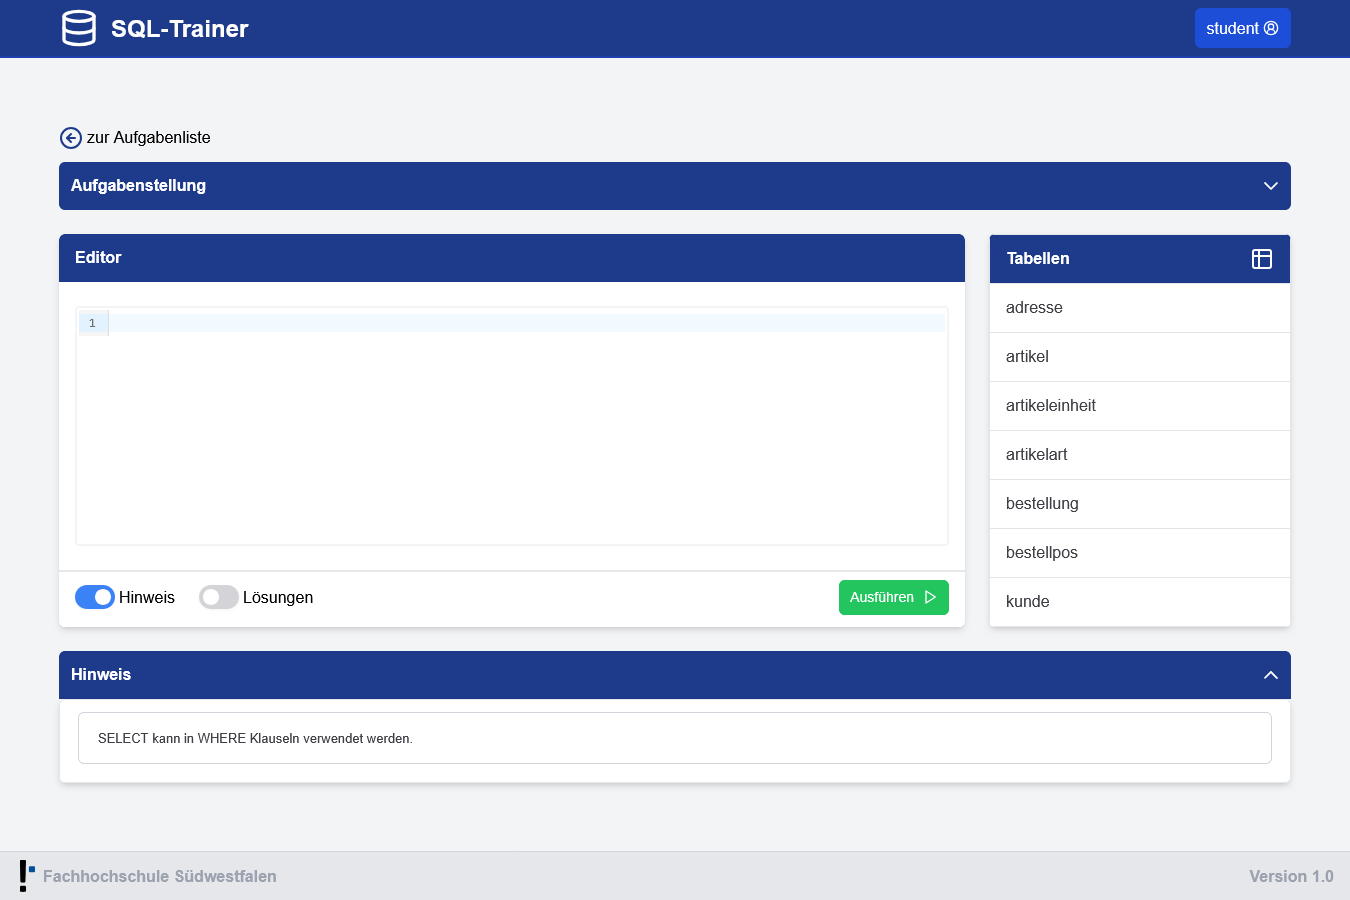 SQL-Trainer
student
zur Aufgabenliste
Aufgabenstellung
Editor
1
Hinweis
Lösungen
Ausführen
Tabellen
adresse
artikel
artikeleinheit
artikelart
bestellung
bestellpos
kunde
Hinweis
SELECT kann in WHERE Klauseln verwendet werden.
Fachhochschule Südwestfalen
Version 1.0